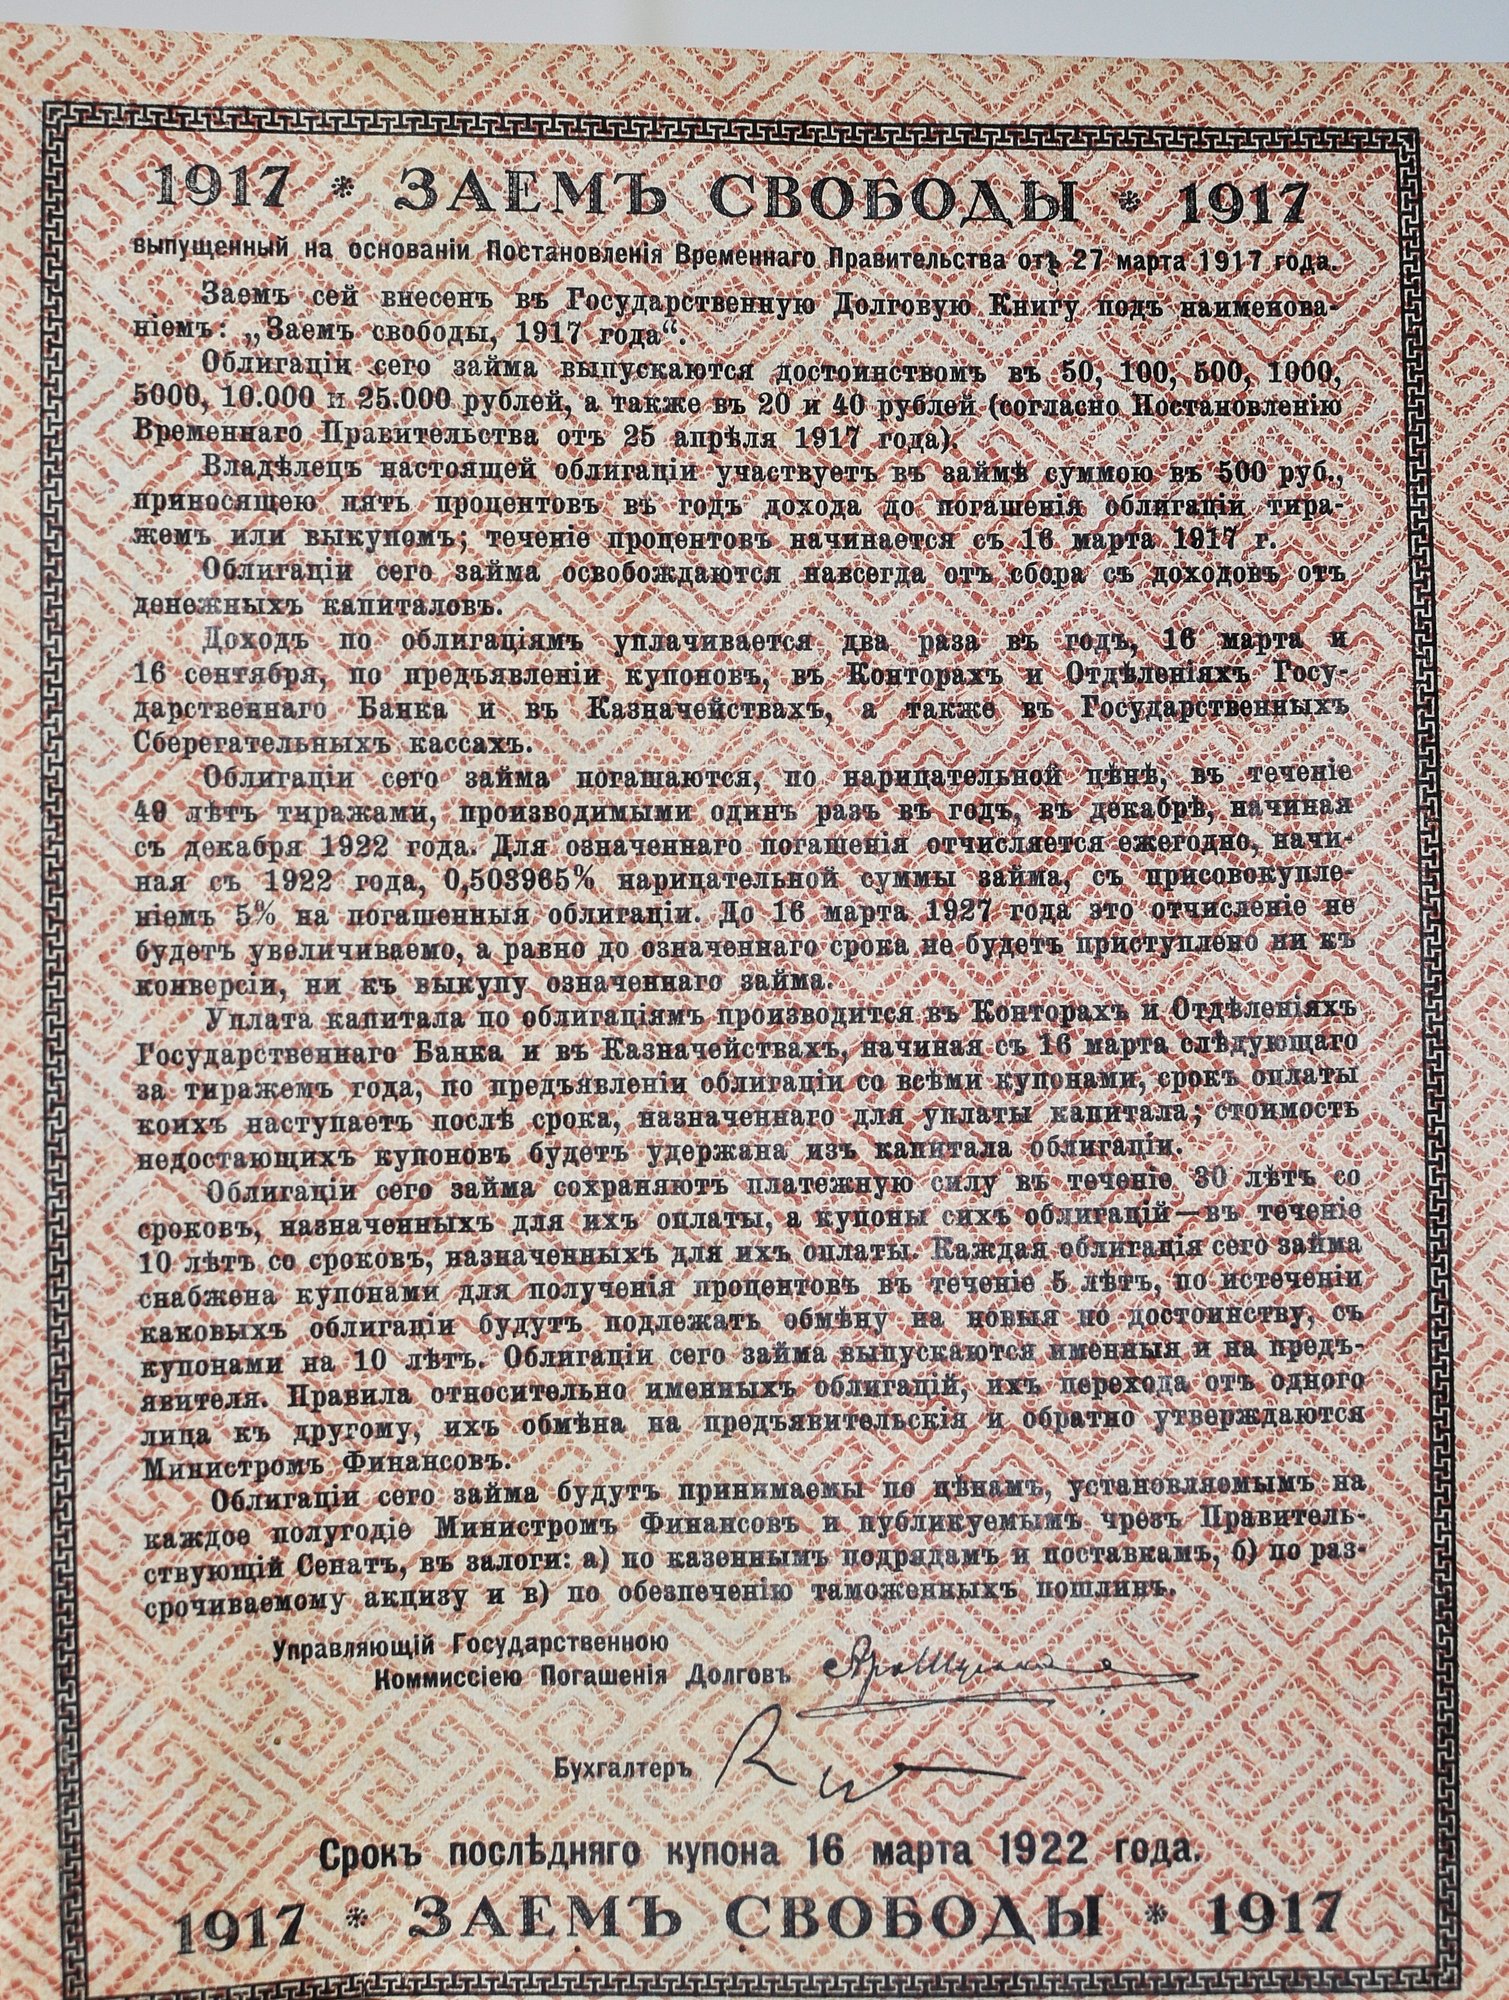 1917 * ЗАЕМЪ СВОБОДЫ * 1917
выпущенный на основаніи Постановленія Временнаго Правительства отъ 27 марта 1917 года.
Заемъ сей внесенъ въ Государственную Долговую Книгу подъ наименова-
ніемъ: „Заемъ свободы, 1917 года“.
Облигаціи сего займа выпускаются достоинствомъ въ 50, 100, 500, 1000,
5000, 10.000 и 25.000 рублей, а также въ 20 и 40 рублей (согласно Постановленію
Временнаго Правительства отъ 25 апрѣля 1917 года).
Владѣлецъ настоящей облигаціи участвуетъ въ займѣ суммою въ 500 руб.,
приносящею пять процентовъ въ годъ дохода до погашенія облигаціи тира-
жемъ или выкупомъ; теченіе процентовъ начинается съ 16 марта 1917 г.
Облигаціи сего займа освобождаются навсегда отъ сбора съ доходовъ отъ
денежныхъ капиталовъ.
Доходъ по облигаціямъ уплачивается два раза въ годъ, 16 марта и
16 сентября, по предъявленіи купоновъ, въ Конторахъ и Отдѣленіяхъ Госу-
дарственнаго Банка и въ Казначействахъ, а также въ Государственныхъ
Сберегательныхъ кассахъ.
Облигаціи сего займа погашаются, по нарицательной цѣнѣ, въ теченіе
49 лѣтъ тиражами, производимыми одинъ разъ въ годъ, въ декабрѣ, начиная
съ декабря 1922 года. Для означеннаго погашенія отчисляется ежегодно, начи-
ная съ 1922 года, 0,503965% нарицательной суммы займа, съ присовокупле-
ніемъ 5% на погашенныя облигаціи. До 16 марта 1927 года это отчисленіе не
будетъ увеличиваемо, а равно до означеннаго срока не будетъ приступлено ни къ
конверсіи, ни къ выкупу означеннаго займа.
Уплата капитала по облигаціямъ производится въ Конторахъ и Отдѣленіяхъ
Государственнаго Банка и въ Казначействахъ, начиная съ 16 марта слѣдующаго
за тиражемъ года, по предъявленіи облигаціи со всѣми купонами, срокъ оплаты
коихъ наступаетъ послѣ срока, назначеннаго для уплаты капитала; стоимость
недостающихъ купоновъ будетъ удержана изъ капитала облигаціи.
Облигаціи сего займа сохраняютъ платежную силу въ теченіе 30 лѣтъ со
сроковъ, назначенныхъ для ихъ оплаты, а купоны сихъ облигацій—въ теченіе
10 лѣтъ со сроковъ, назначенныхъ для ихъ оплаты. Каждая облигація сего займа
снабжена купонами для полученія процентовъ въ теченіе 5 лѣтъ, по истеченіи
каковыхъ облигаціи будутъ подлежать обмѣну на новыя по достоинству, съ
купонами на 10 лѣтъ. Облигаціи сего займа выпускаются именныя и на предъ-
явителя. Правила относительно именныхъ облигацій, ихъ перехода отъ одного
лица къ другому, ихъ обмѣна на предъявительскія и обратно утверждаются
Министромъ Финансовъ.
Облигаціи сего займа будутъ принимаемы по цѣнамъ, установляемымъ на
каждое полугодіе Министромъ Финансовъ и публикуемымъ чрезъ Правитель-
ствующій Сенатъ, въ залоги: а) по казеннымъ подрядамъ и поставкамъ, б) по раз-
срочиваемому акцизу и в) по обезпеченію таможенныхъ пошлинъ.
Управляющій Государственною
Коммиссіею Погашенія Долговъ
Бухгалтеръ
Срокъ послѣдняго купона 16 марта 1922 года.
1917 * ЗАЕМЪ СВОБОДЫ * 1917